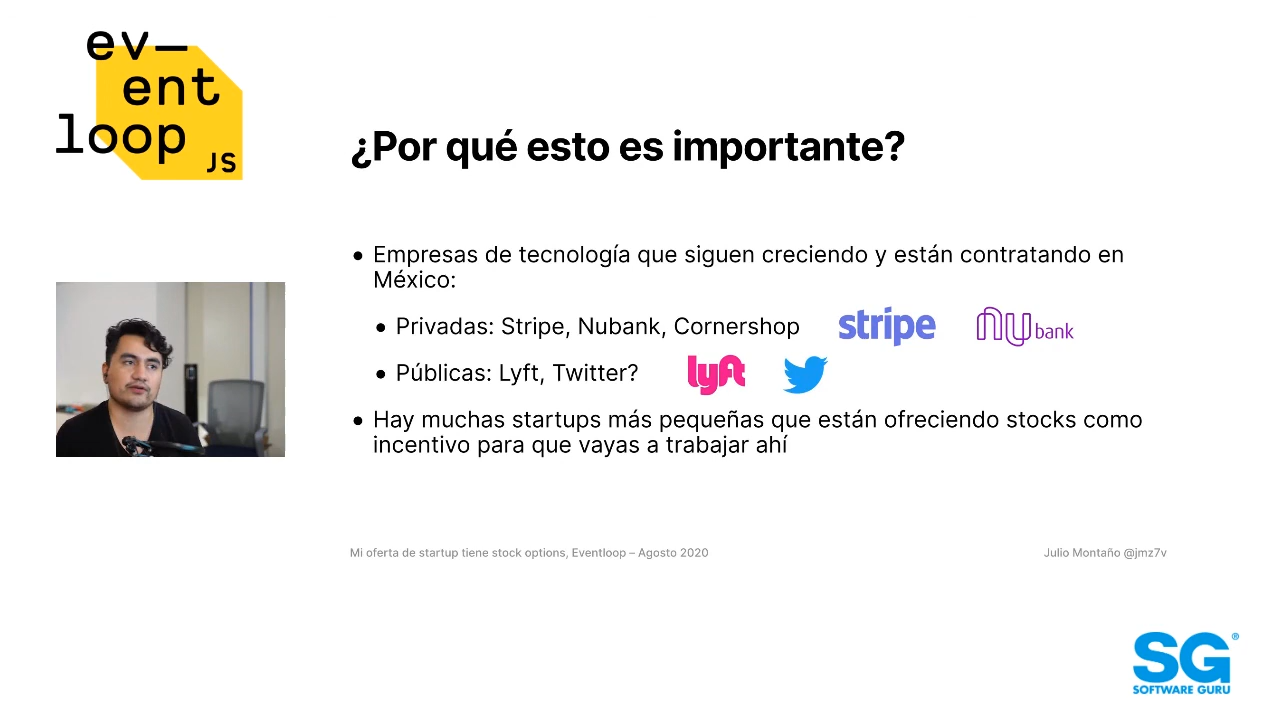 ev—
ent
loop
JS
¿Por qué esto es importante?
• Empresas de tecnología que siguen creciendo y están contratando en
México:
• Privadas: Stripe, Nubank, Cornershop
stripe
nu bank
• Públicas: Lyft, Twitter?
lyft
• Hay muchas startups más pequeñas que están ofreciendo stocks como
incentivo para que vayas a trabajar ahí
Mi oferta de startup tiene stock options, Eventloop – Agosto 2020
Julio Montaño @jmz7v
SG®
SOFTWARE GURU